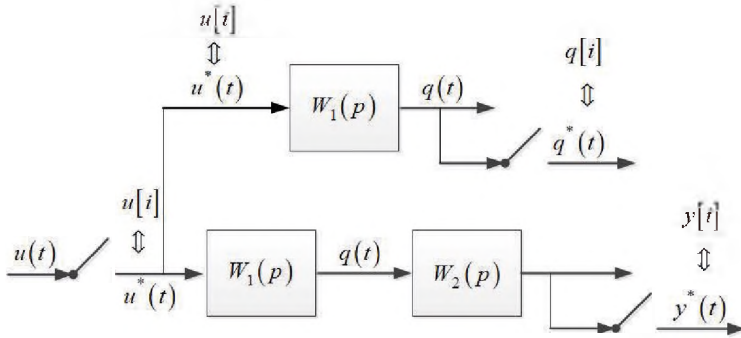 u[i]
u*(t)
W₁(p)
q(t)
q[i]
q*(t)
u[i]
u(t)
u*(t)
W₁(p)
q(t)
W₂(p)
y[i]
y*(t)